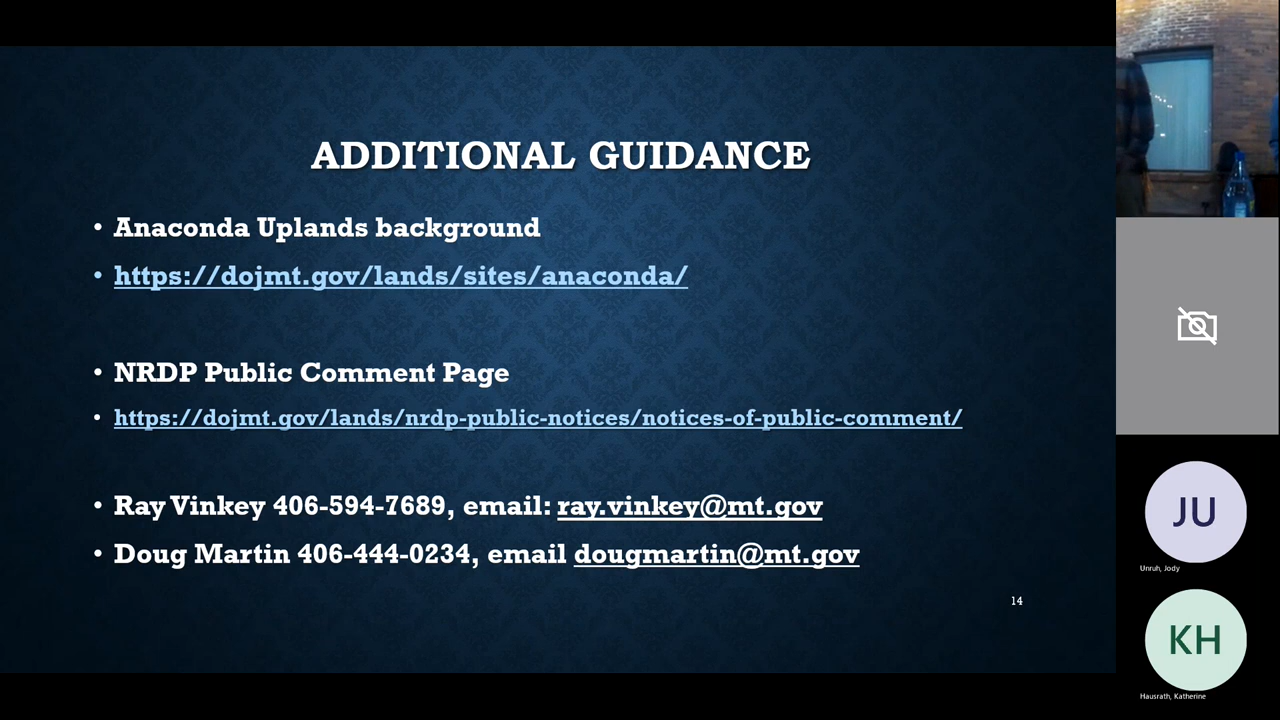 ADDITIONAL GUIDANCE
• Anaconda Uplands background
• https://dojmt.gov/lands/sites/anaconda/
• NRDP Public Comment Page
• https://dojmt.gov/lands/nrdp-public-notices/notices-of-public-comment/
• Ray Vinkey 406-594-7689, email: ray.vinkey@mt.gov
• Doug Martin 406-444-0234, email dougmartin@mt.gov
14
JU
Unruh, Jody
KH
Hausrath, Katherine